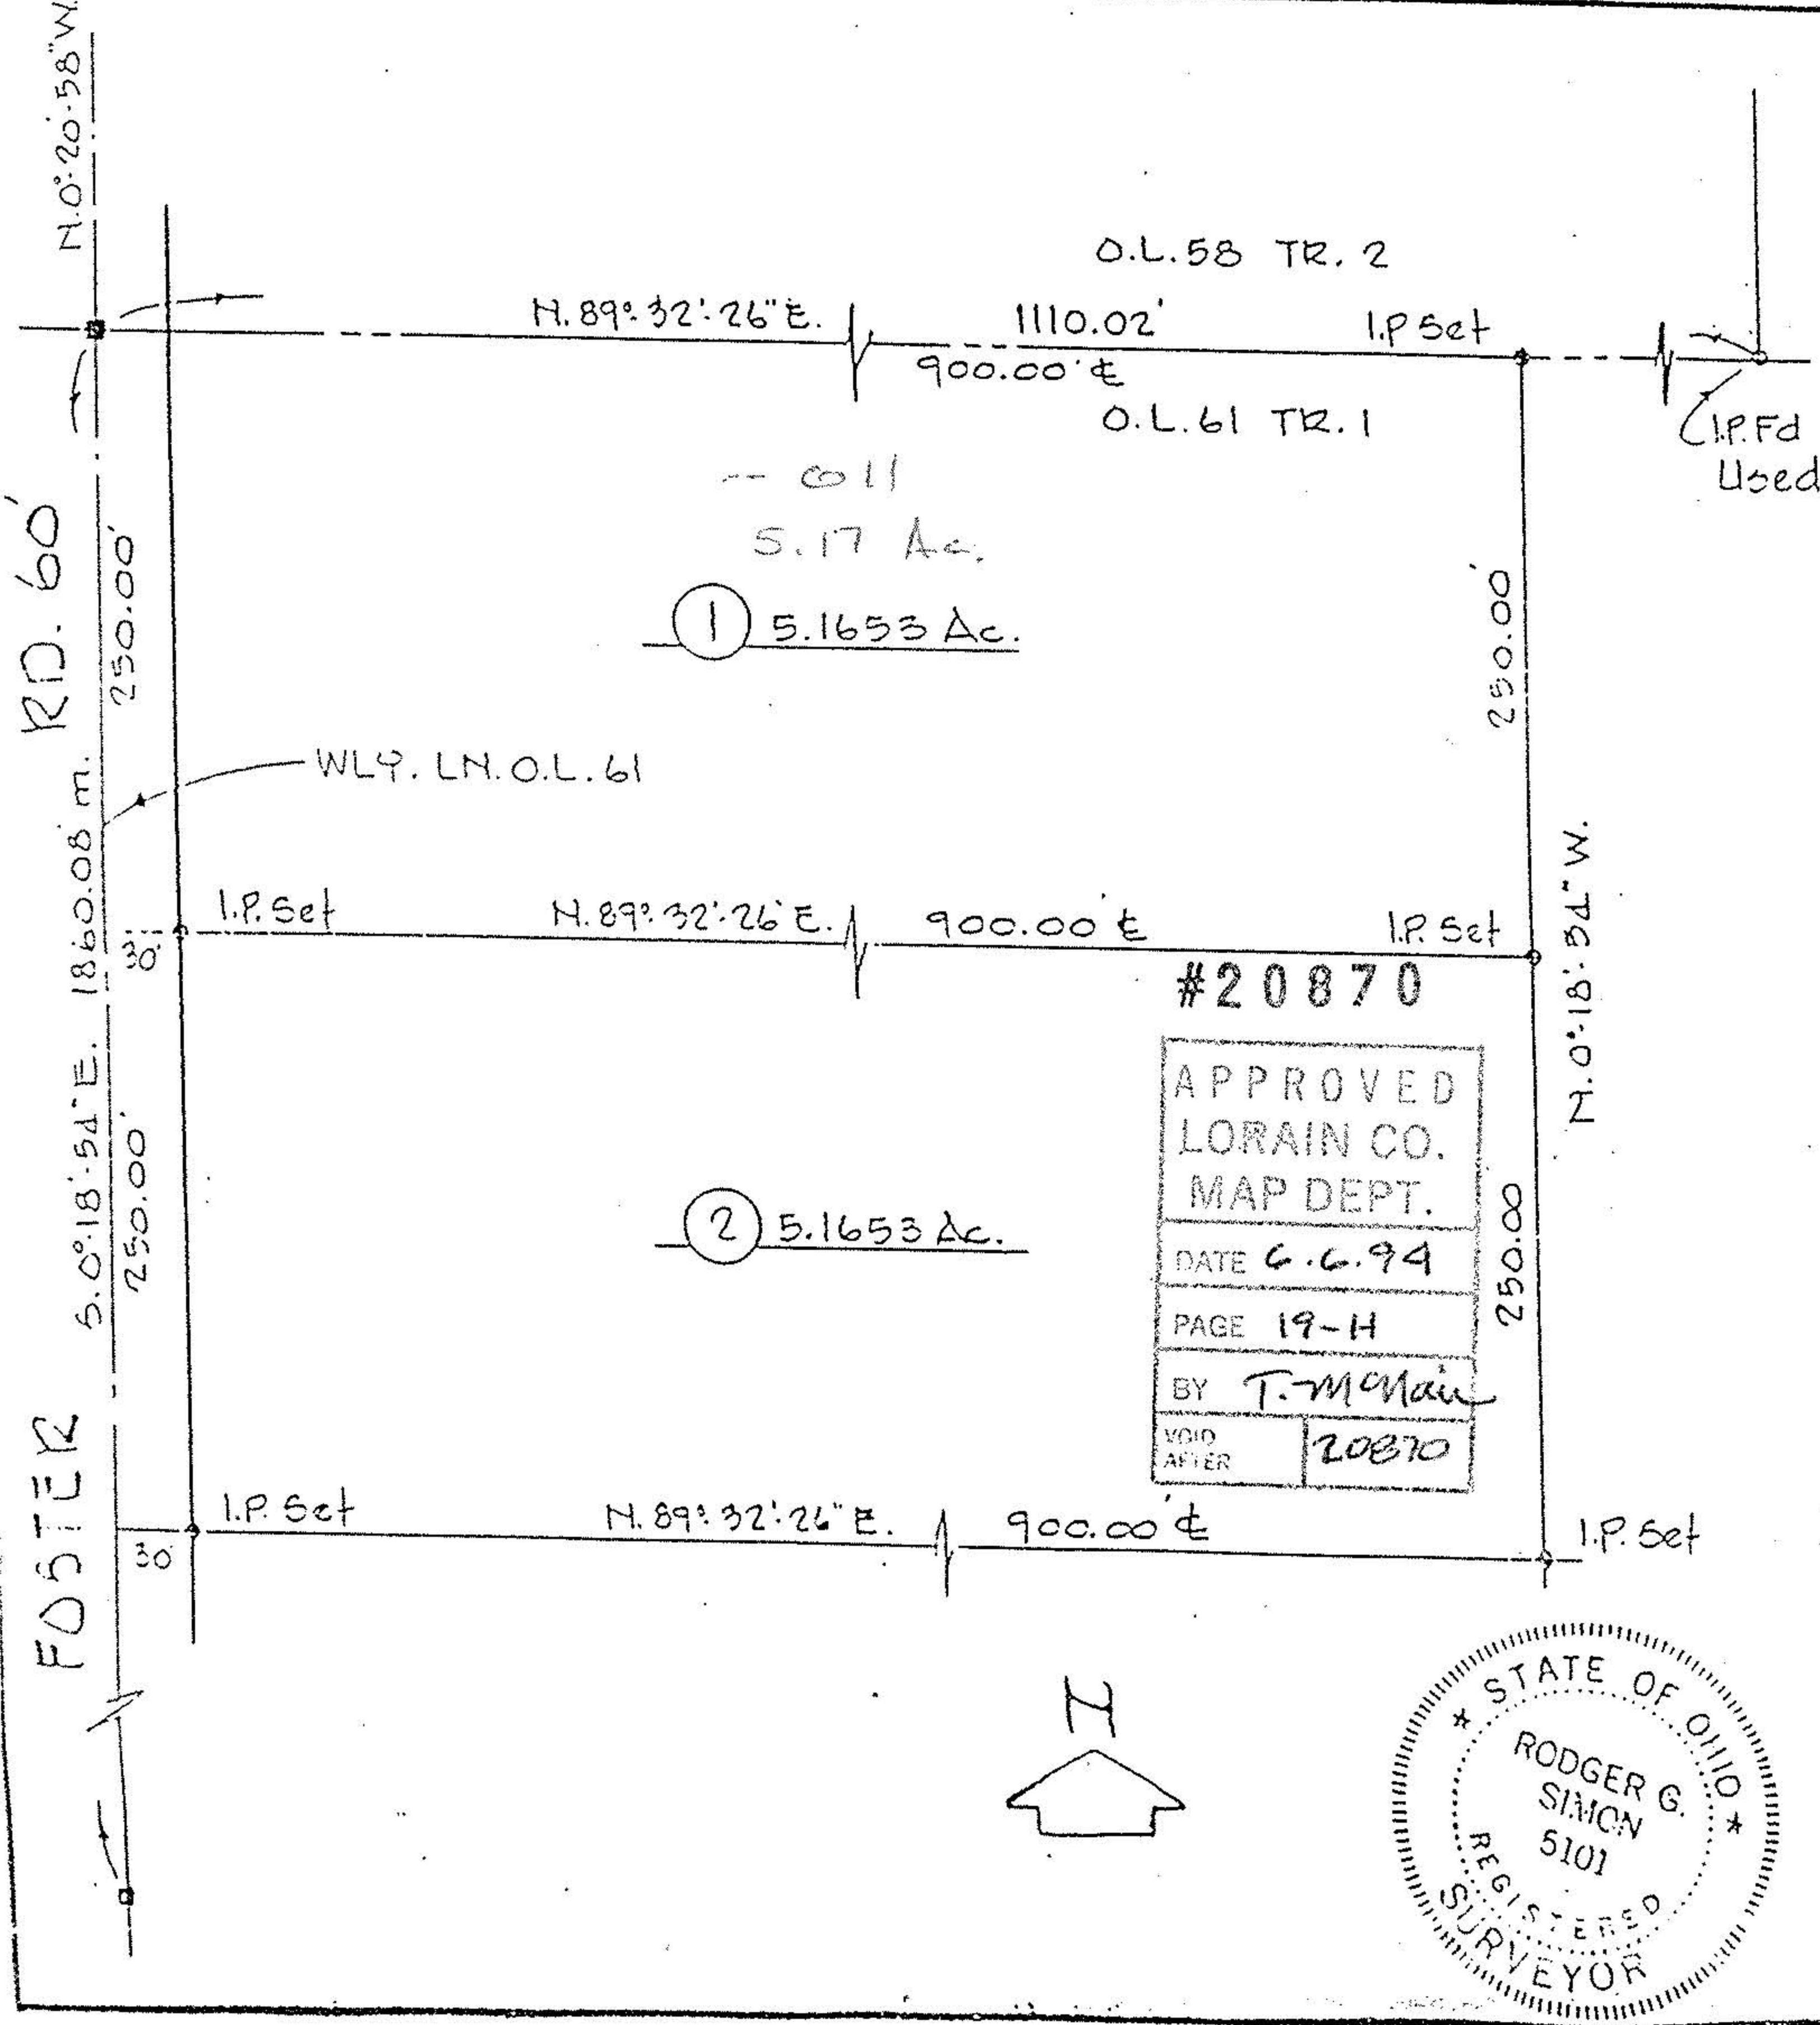 N.0°-20'-58"W.
O.L.58 TR. 2
N.89°32'-26"E. 1110.02' I.P Set
900.00' ℄
O.L.61 TR.1
I.P.Fd
Used
011
5.17 Ac.
1 5.1653 Ac.
FOSTER RD. 60'
250.00'
250.00'
WLY. LN.O.L.61
S.0°18'-54"E. 1860.08' m.
I.P. Set N.89°32'-26"E. 900.00' ℄ I.P. Set
30'
N.0°-18'-54"W.
#20870
APPROVED
LORAIN CO.
MAP DEPT.
DATE 6.6.94
PAGE 19-H
BY T. McNair
VOID
AFTER 20870
250.00'
2 5.1653 Ac.
250.00
I.P. Set N.89°32'-26"E. 900.00' ℄ I.P. Set
30'
N
STATE OF OHIO
RODGER G.
SIMON
5101
REGISTERED
SURVEYOR